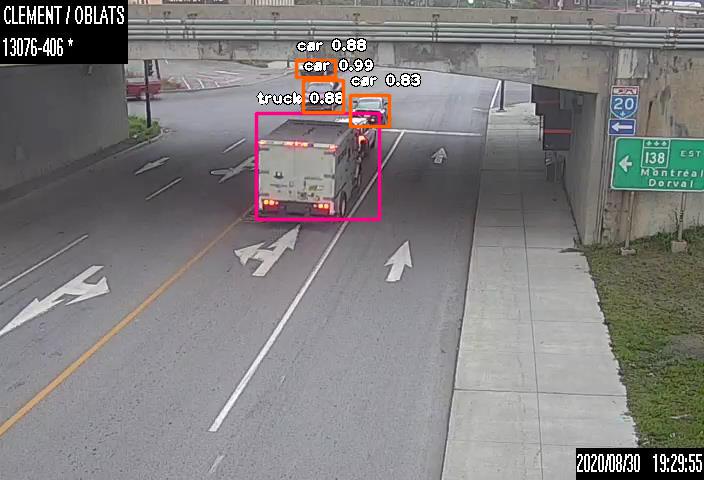 CLEMENT / OBLATS
13076-406 *
car 0.88
car 0.99
car 0.83
truck 0.88
20
138 EST
Montréal
Dorval
2020/08/30 19:29:55